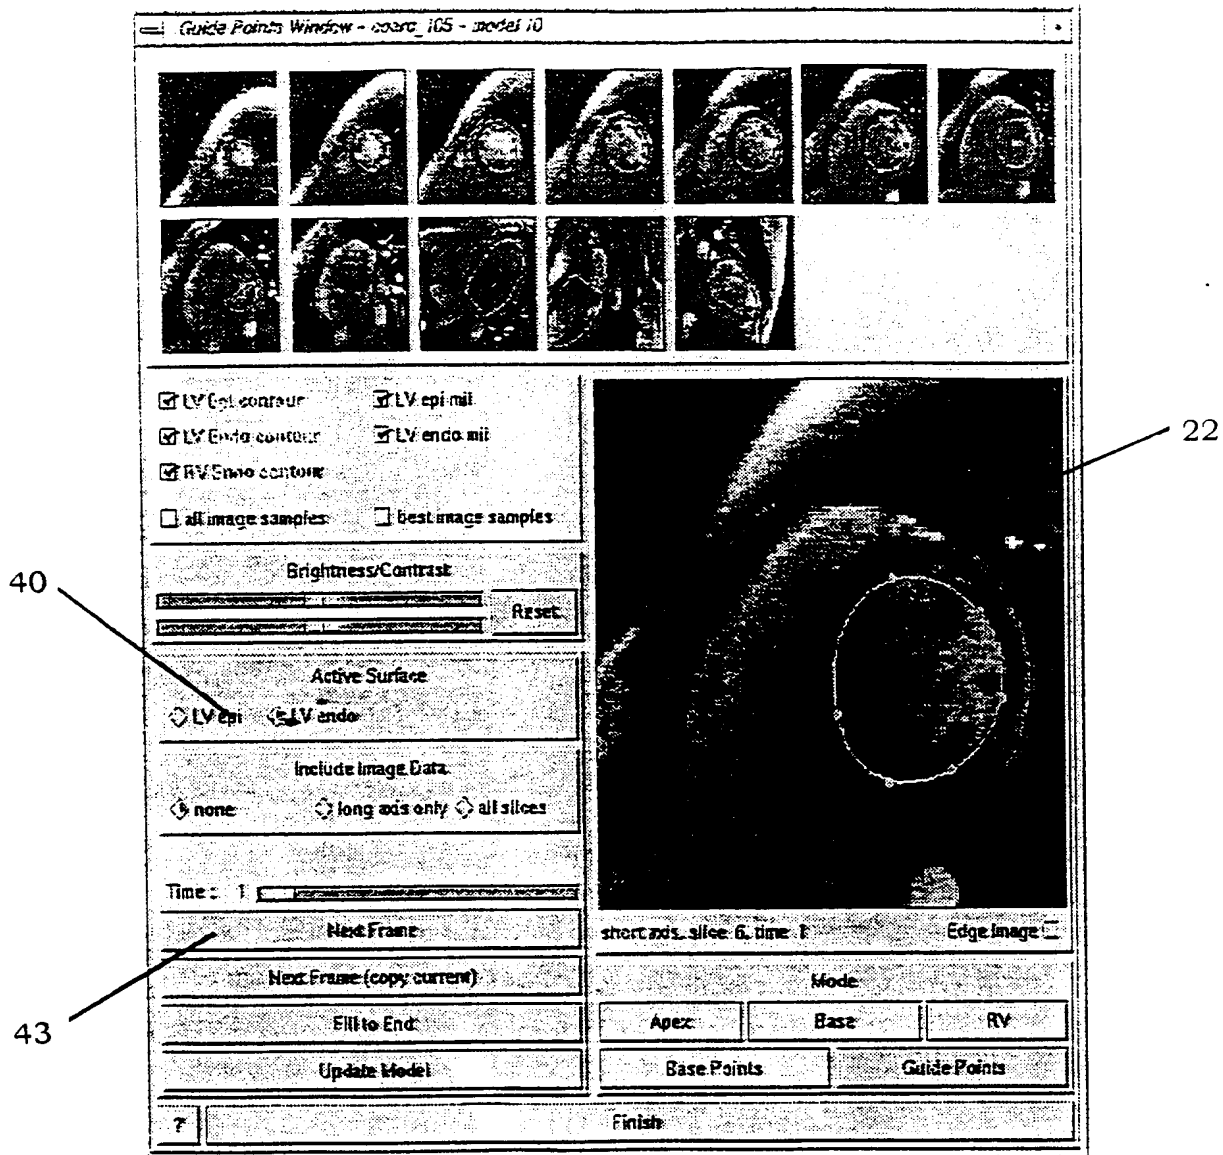 Guide Points Window - coarc_105 - model 10
LV Epi contour
LV epi mil
LV Endo contour
LV endo mil
RV Endo contour
all image samples
best image samples
22
Brightness/Contrast
40
Reset
Active Surface
LV epi
LV endo
Include Image Data
none
long axis only
all slices
Time : 1
Next Frame
short axis, slice 6, time 1
Edge Image
Next Frame (copy current)
Mode
43
Fill to End
Apex
Base
RV
Update Model
Base Points
Guide Points
?
Finish